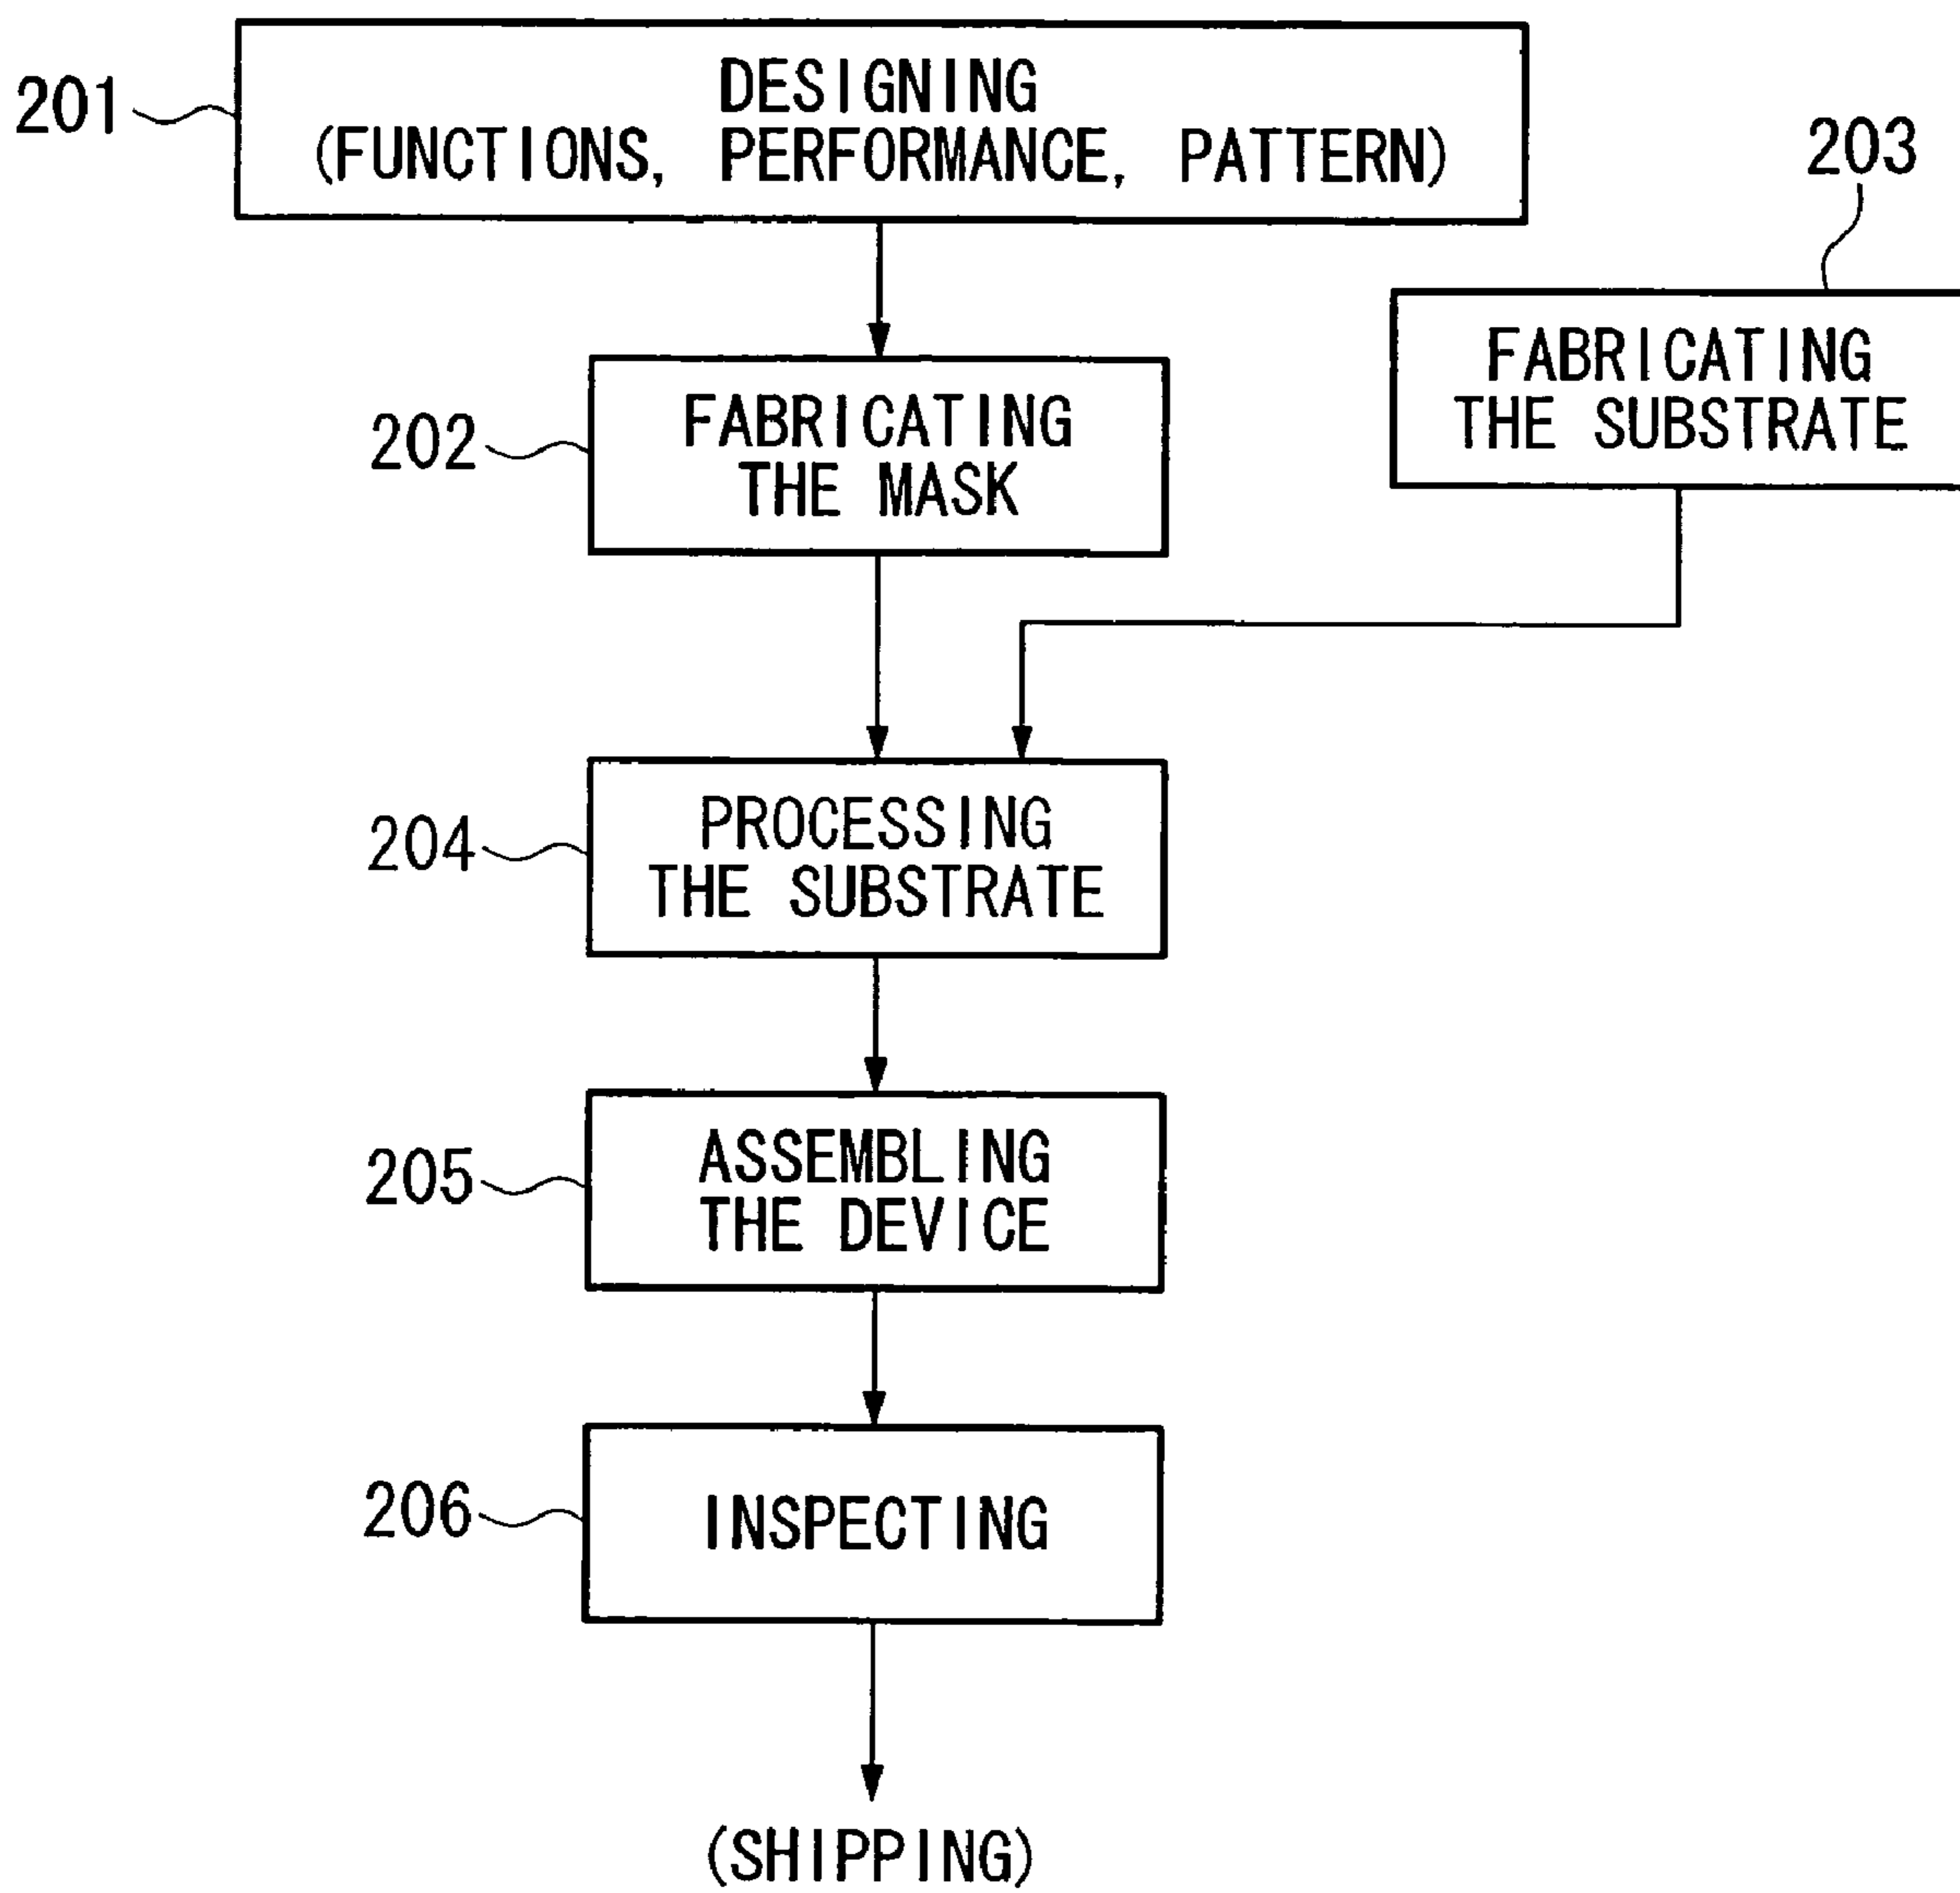 201
DESIGNING
(FUNCTIONS, PERFORMANCE, PATTERN)
203
FABRICATING
THE SUBSTRATE
202
FABRICATING
THE MASK
204
PROCESSING
THE SUBSTRATE
205
ASSEMBLING
THE DEVICE
206
INSPECTING
(SHIPPING)